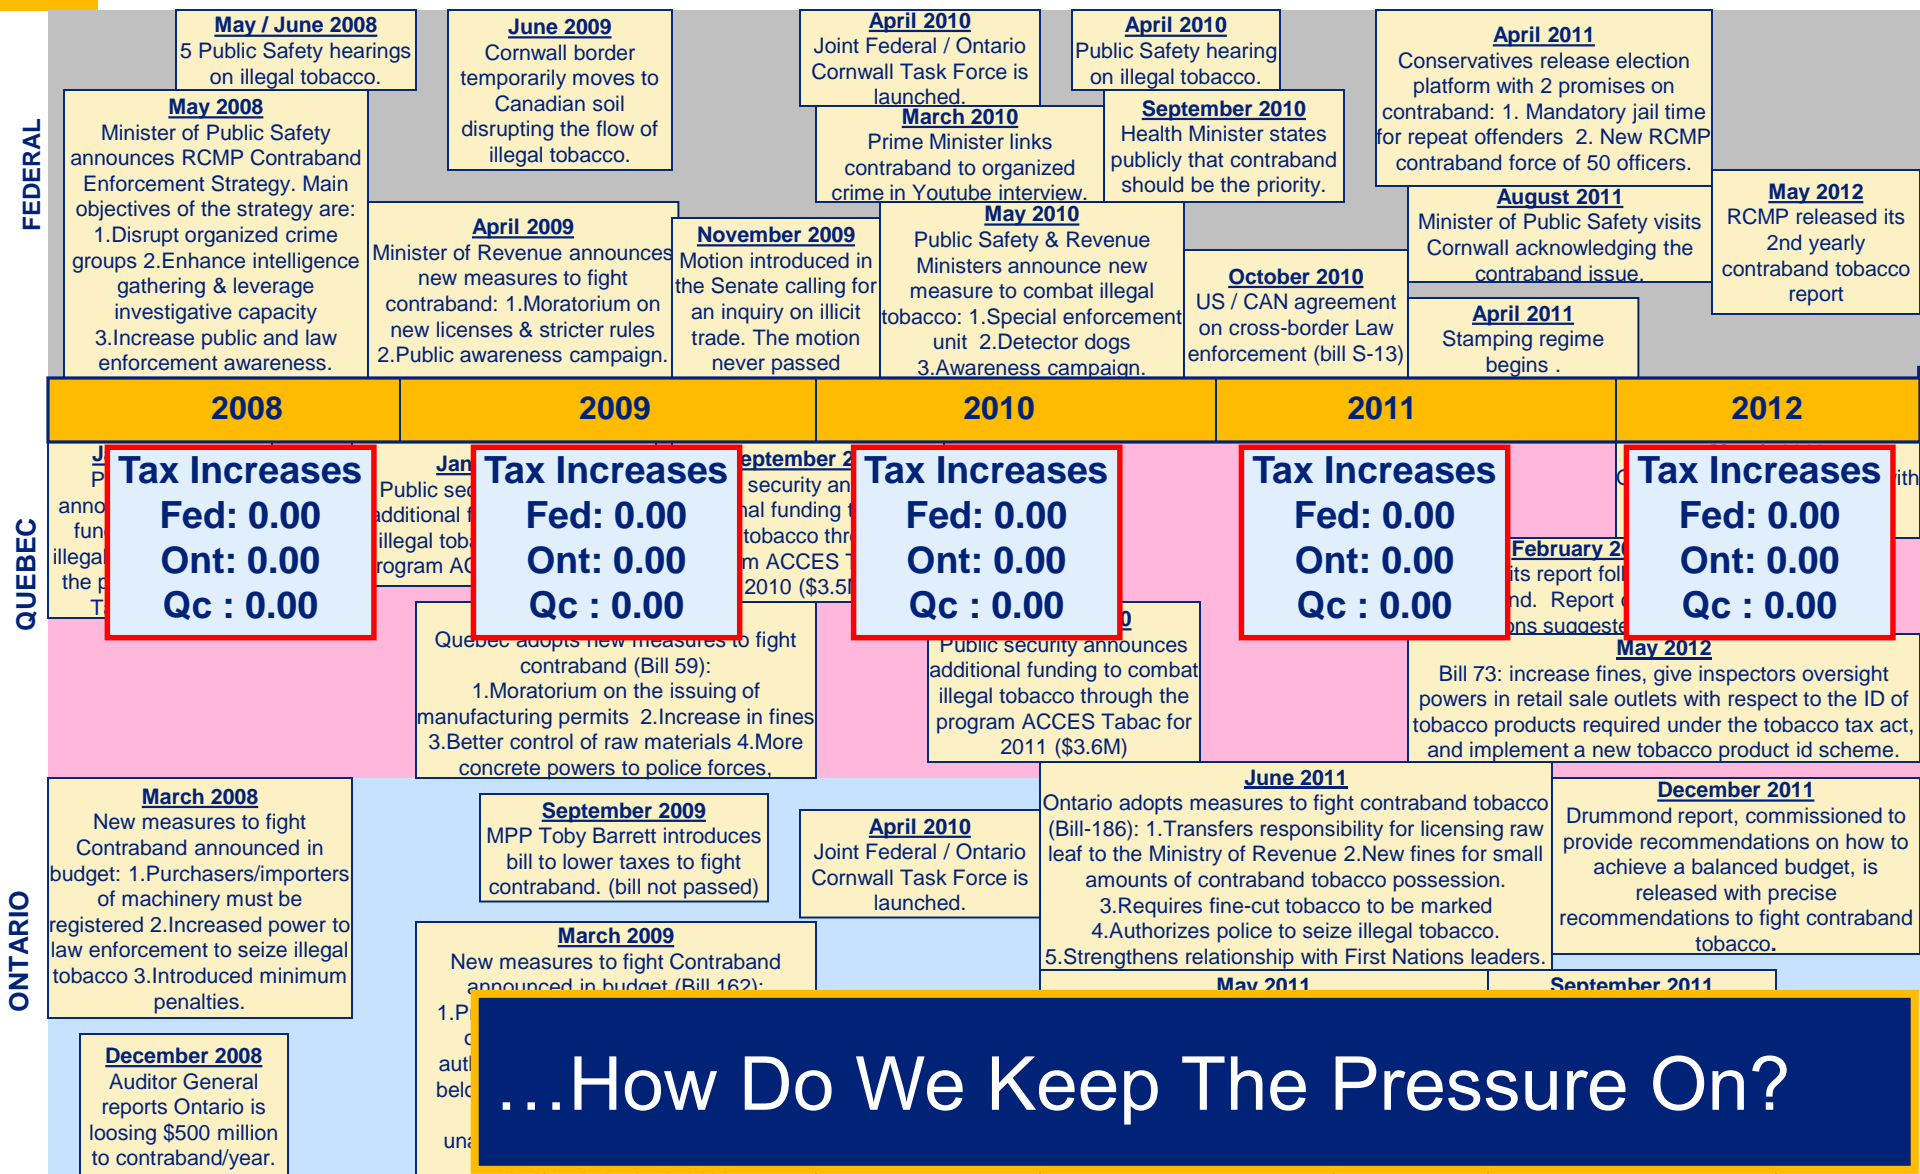 FEDERAL
May / June 2008
5 Public Safety hearings
on illegal tobacco.
May 2008
Minister of Public Safety
announces RCMP Contraband
Enforcement Strategy. Main
objectives of the strategy are:
1.Disrupt organized crime
groups 2.Enhance intelligence
gathering & leverage
investigative capacity
3.Increase public and law
enforcement awareness.
June 2009
Cornwall border
temporarily moves to
Canadian soil
disrupting the flow of
illegal tobacco.
April 2009
Minister of Revenue announces
new measures to fight
contraband: 1.Moratorium on
new licenses & stricter rules
2.Public awareness campaign.
November 2009
Motion introduced in
the Senate calling for
an inquiry on illicit
trade. The motion
never passed
April 2010
Joint Federal / Ontario
Cornwall Task Force is
launched.
March 2010
Prime Minister links
contraband to organized
crime in Youtube interview.
May 2010
Public Safety & Revenue
Ministers announce new
measure to combat illegal
tobacco: 1.Special enforcement
unit 2.Detector dogs
3.Awareness campaign.
April 2010
Public Safety hearing
on illegal tobacco.
September 2010
Health Minister states
publicly that contraband
should be the priority.
October 2010
US / CAN agreement
on cross-border Law
enforcement (bill S-13)
April 2011
Conservatives release election
platform with 2 promises on
contraband: 1. Mandatory jail time
for repeat offenders 2. New RCMP
contraband force of 50 officers.
August 2011
Minister of Public Safety visits
Cornwall acknowledging the
contraband issue.
April 2011
Stamping regime
begins .
May 2012
RCMP released its
2nd yearly
contraband tobacco
report
2008 2009 2010 2011 2012
QUEBEC
Tax Increases
Fed: 0.00
Ont: 0.00
Qc : 0.00
Tax Increases
Fed: 0.00
Ont: 0.00
Qc : 0.00
Tax Increases
Fed: 0.00
Ont: 0.00
Qc : 0.00
Tax Increases
Fed: 0.00
Ont: 0.00
Qc : 0.00
Tax Increases
Fed: 0.00
Ont: 0.00
Qc : 0.00
illegal
the
Jan
Public
additional
illegal
security
funding
tobacco
ACCES
2010
February
its report
Report
Quebec adopts new measures to fight
contraband (Bill 59):
1.Moratorium on the issuing of
manufacturing permits 2.Increase in fines
3.Better control of raw materials 4.More
concrete powers to police forces,
Public security announces
additional funding to combat
illegal tobacco through the
program ACCES Tabac for
2011 ($3.6M)
May 2012
Bill 73: increase fines, give inspectors oversight
powers in retail sale outlets with respect to the ID of
tobacco products required under the tobacco tax act,
and implement a new tobacco product id scheme.
ONTARIO
March 2008
New measures to fight
Contraband announced in
budget: 1.Purchasers/importers
of machinery must be
registered 2.Increased power to
law enforcement to seize illegal
tobacco 3.Introduced minimum
penalties.
December 2008
Auditor General
reports Ontario is
loosing $500 million
to contraband/year.
September 2009
MPP Toby Barrett introduces
bill to lower taxes to fight
contraband. (bill not passed)
March 2009
New measures to fight Contraband
announced in budget (Bill 162):
April 2010
Joint Federal / Ontario
Cornwall Task Force is
launched.
June 2011
Ontario adopts measures to fight contraband tobacco
(Bill-186): 1.Transfers responsibility for licensing raw
leaf to the Ministry of Revenue 2.New fines for small
amounts of contraband tobacco possession.
3.Requires fine-cut tobacco to be marked
4.Authorizes police to seize illegal tobacco.
5.Strengthens relationship with First Nations leaders.
May 2011
September 2011
December 2011
Drummond report, commissioned to
provide recommendations on how to
achieve a balanced budget, is
released with precise
recommendations to fight contraband
tobacco.
…How Do We Keep The Pressure On?